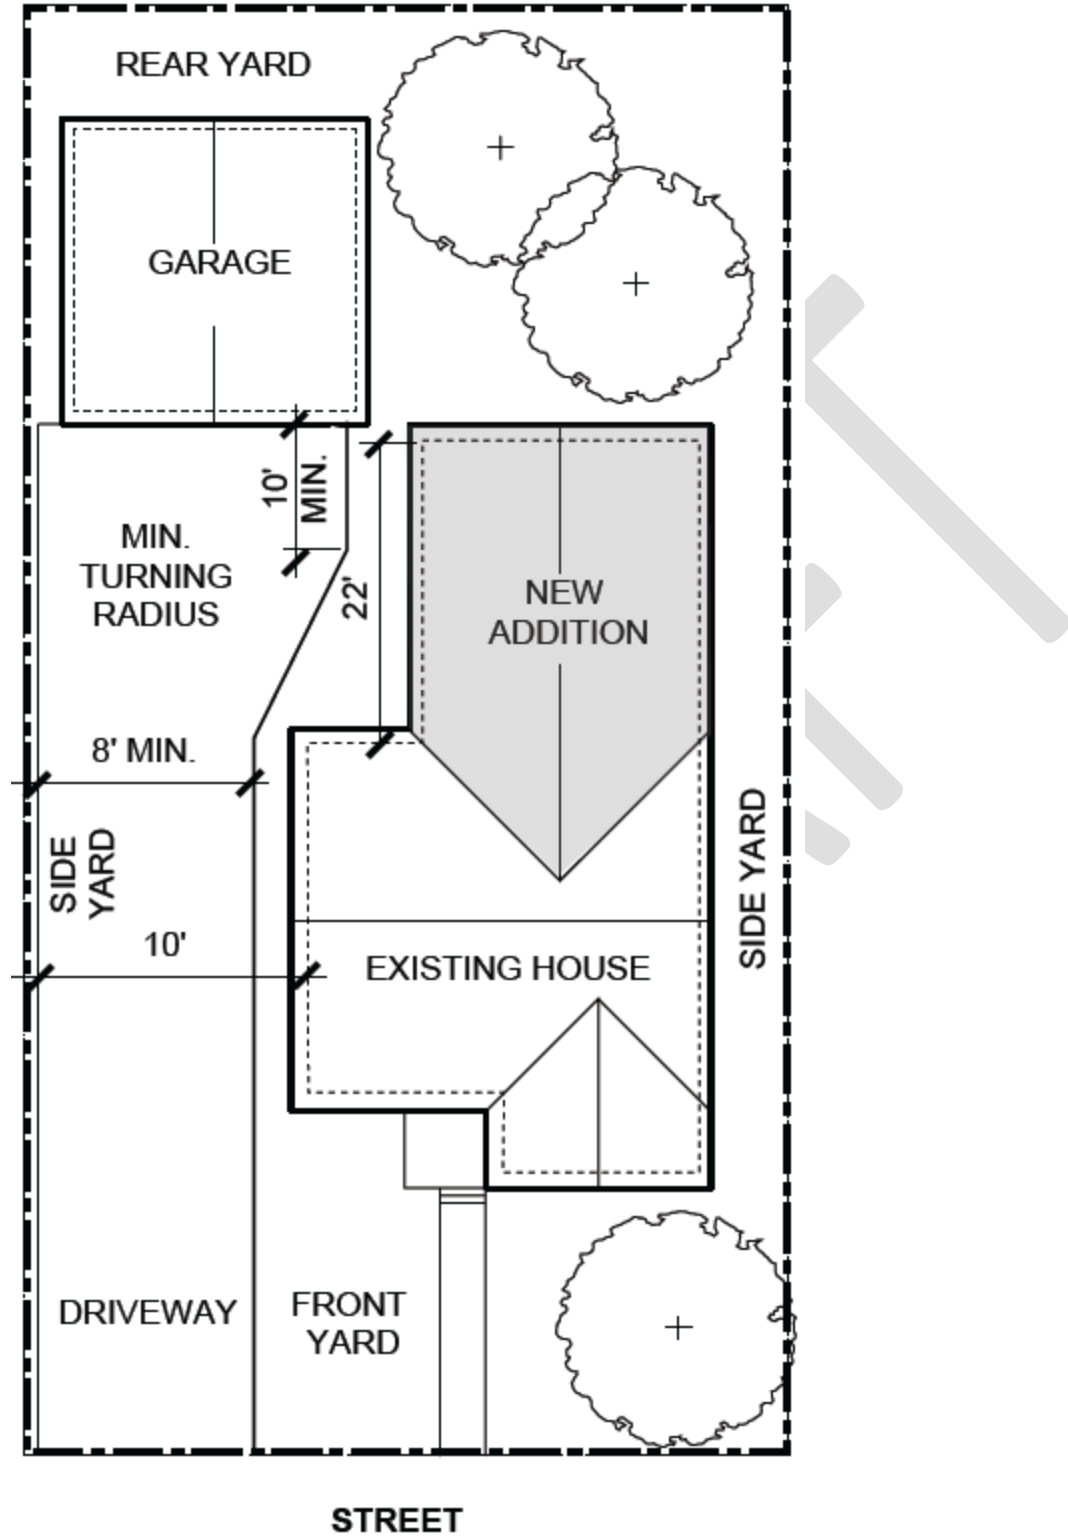 REAR YARD
GARAGE
10'
MIN.
22'
MIN.
TURNING
RADIUS
NEW
ADDITION
8' MIN.
SIDE
YARD
SIDE YARD
10'
EXISTING HOUSE
DRIVEWAY
FRONT
YARD
STREET